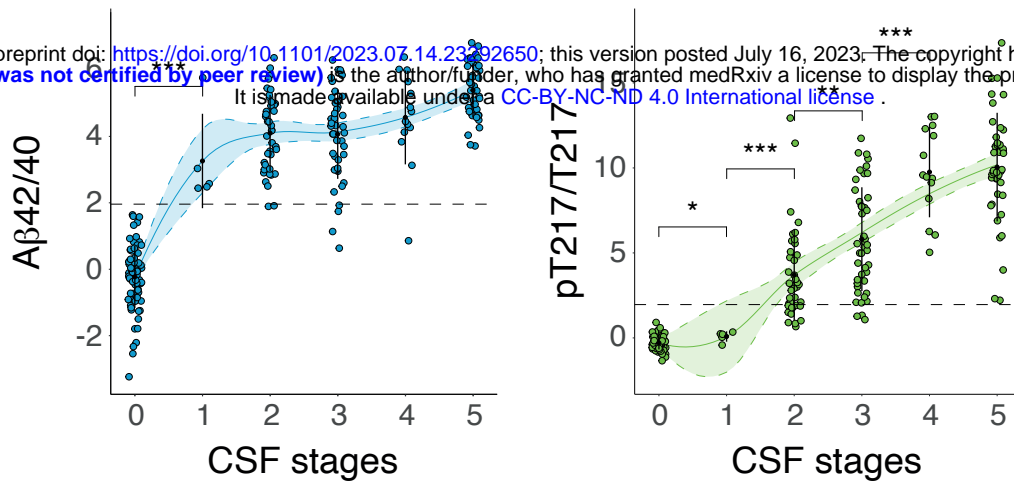 preprint doi: https://doi.org/10.1101/2023.07.14.23292650; this version posted July 16, 2023. The copyright h
was not certified by peer review) is the author/funder, who has granted medRxiv a license to display the pr
It is made available under a CC-BY-NC-ND 4.0 International license .
***
6
4
2
0
-2
Aβ42/40
0 1 2 3 4 5
CSF stages
***
**
***
*
15
10
5
0
pT217/T217
0 1 2 3 4 5
CSF stages